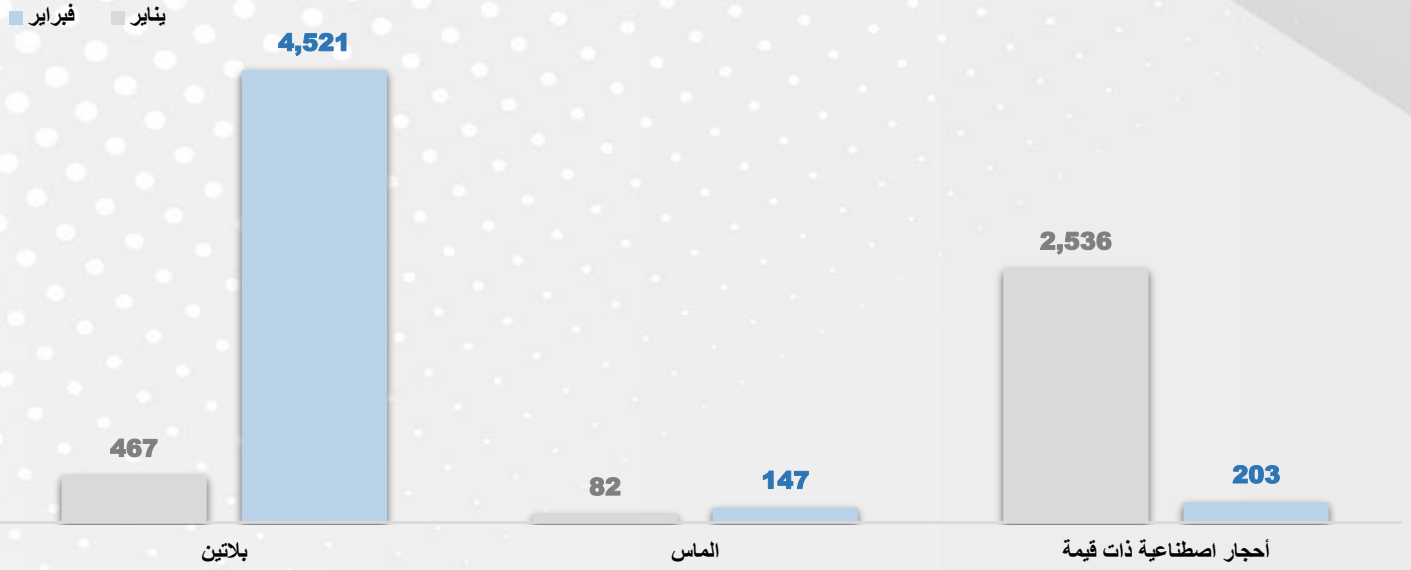 يناير
فبراير
4,521
2,536
467
82
147
203
بلاتين
الماس
أحجار اصطناعية ذات قيمة